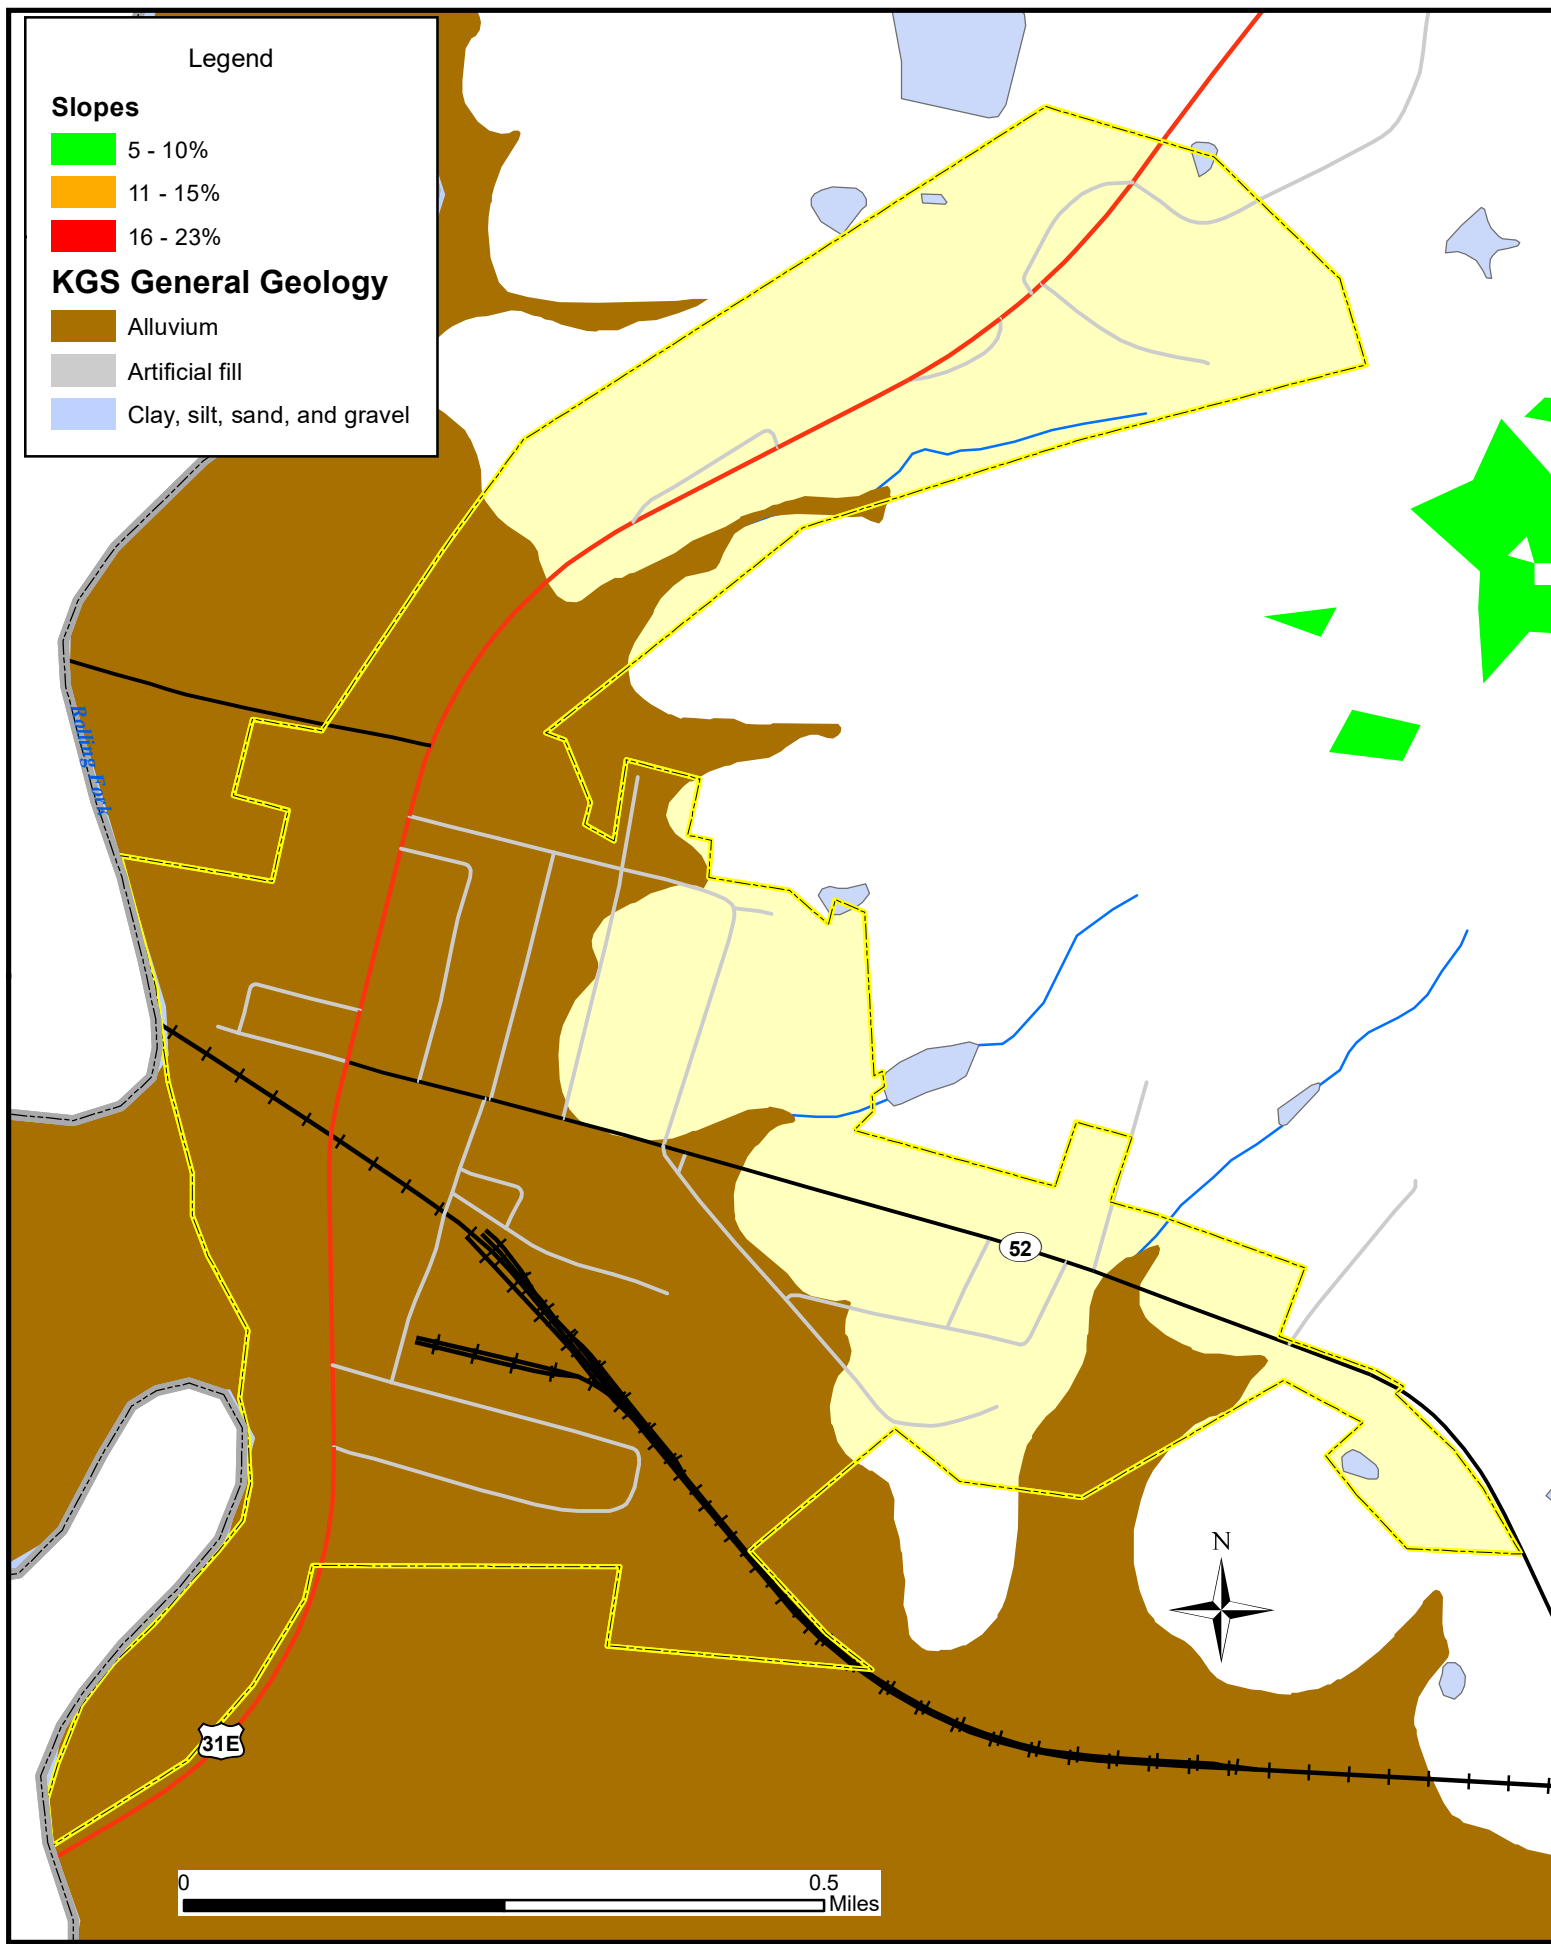 Legend
Slopes
5 - 10%
11 - 15%
16 - 23%
KGS General Geology
Alluvium
Artificial fill
Clay, silt, sand, and gravel
Rolling Fork
52
N
31E
0 0.5
Miles